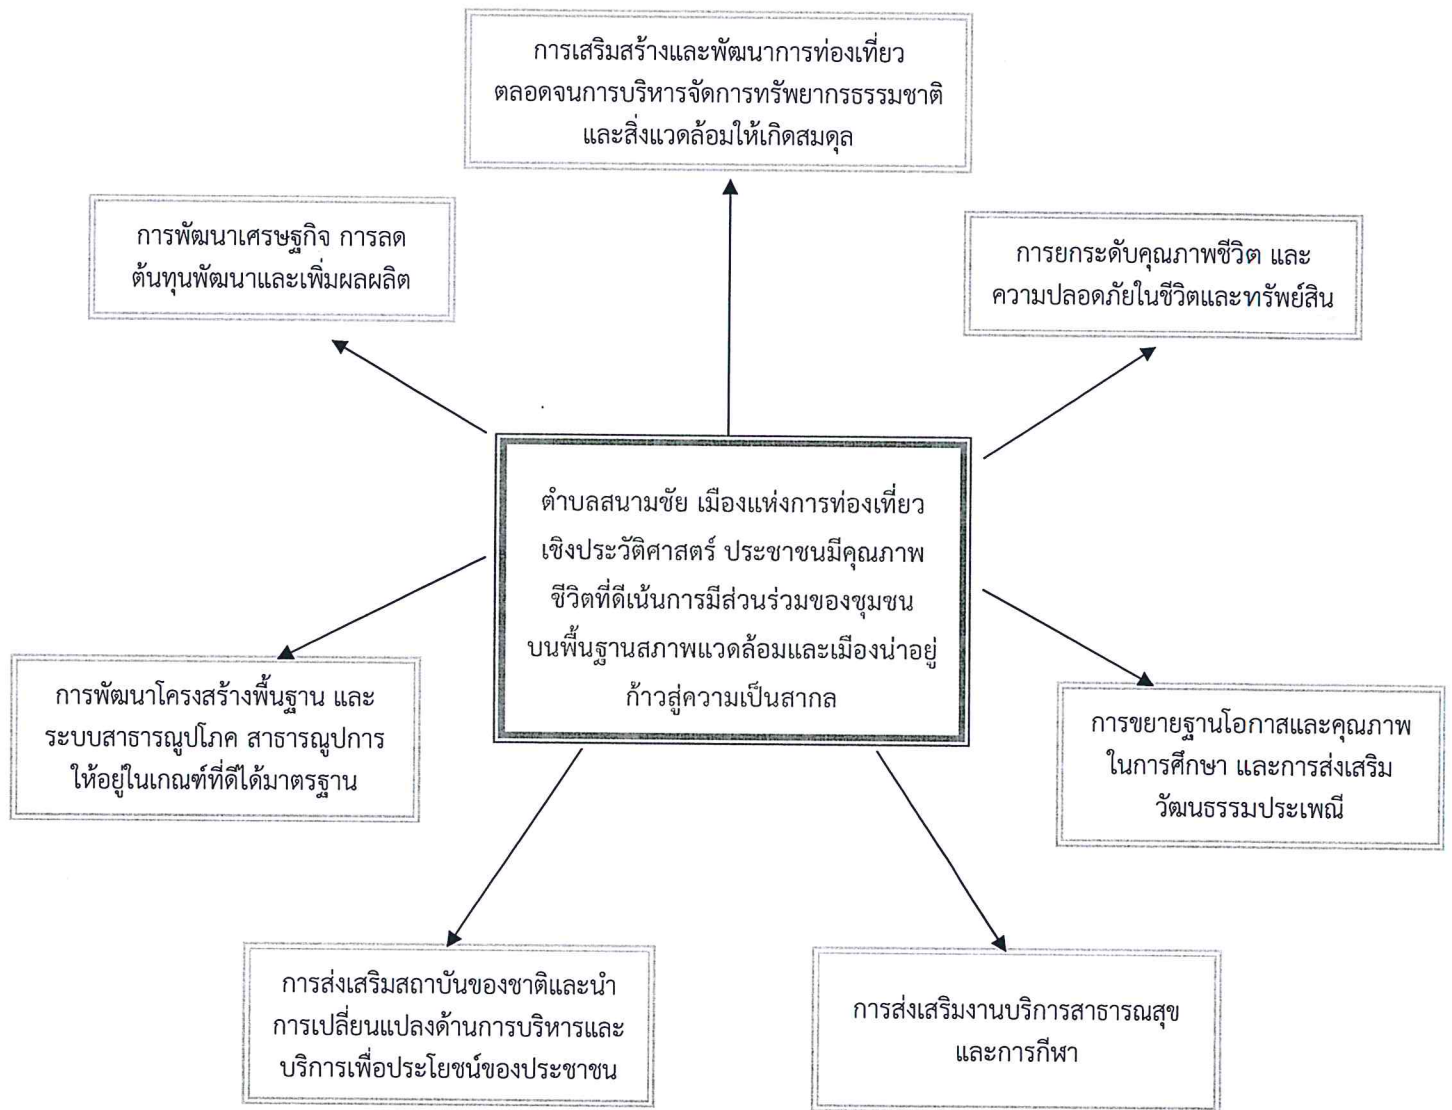 การเสริมสร้างและพัฒนาการท่องเที่ยว
ตลอดจนการบริหารจัดการทรัพยากรธรรมชาติ
และสิ่งแวดล้อมให้เกิดสมดุล
การพัฒนาเศรษฐกิจ การลด
ต้นทุนพัฒนาและเพิ่มผลผลิต
การยกระดับคุณภาพชีวิต และ
ความปลอดภัยในชีวิตและทรัพย์สิน
ตำบลสนามชัย เมืองแห่งการท่องเที่ยว
เชิงประวัติศาสตร์ ประชาชนมีคุณภาพ
ชีวิตที่ดีเน้นการมีส่วนร่วมของชุมชน
บนพื้นฐานสภาพแวดล้อมและเมืองน่าอยู่
ก้าวสู่ความเป็นสากล
การพัฒนาโครงสร้างพื้นฐาน และ
ระบบสาธารณูปโภค สาธารณูปการ
ให้อยู่ในเกณฑ์ที่ดีได้มาตรฐาน
การขยายฐานโอกาสและคุณภาพ
ในการศึกษา และการส่งเสริม
วัฒนธรรมประเพณี
การส่งเสริมสถาบันของชาติและนำ
การเปลี่ยนแปลงด้านการบริหารและ
บริการเพื่อประโยชน์ของประชาชน
การส่งเสริมงานบริการสาธารณสุข
และการกีฬา